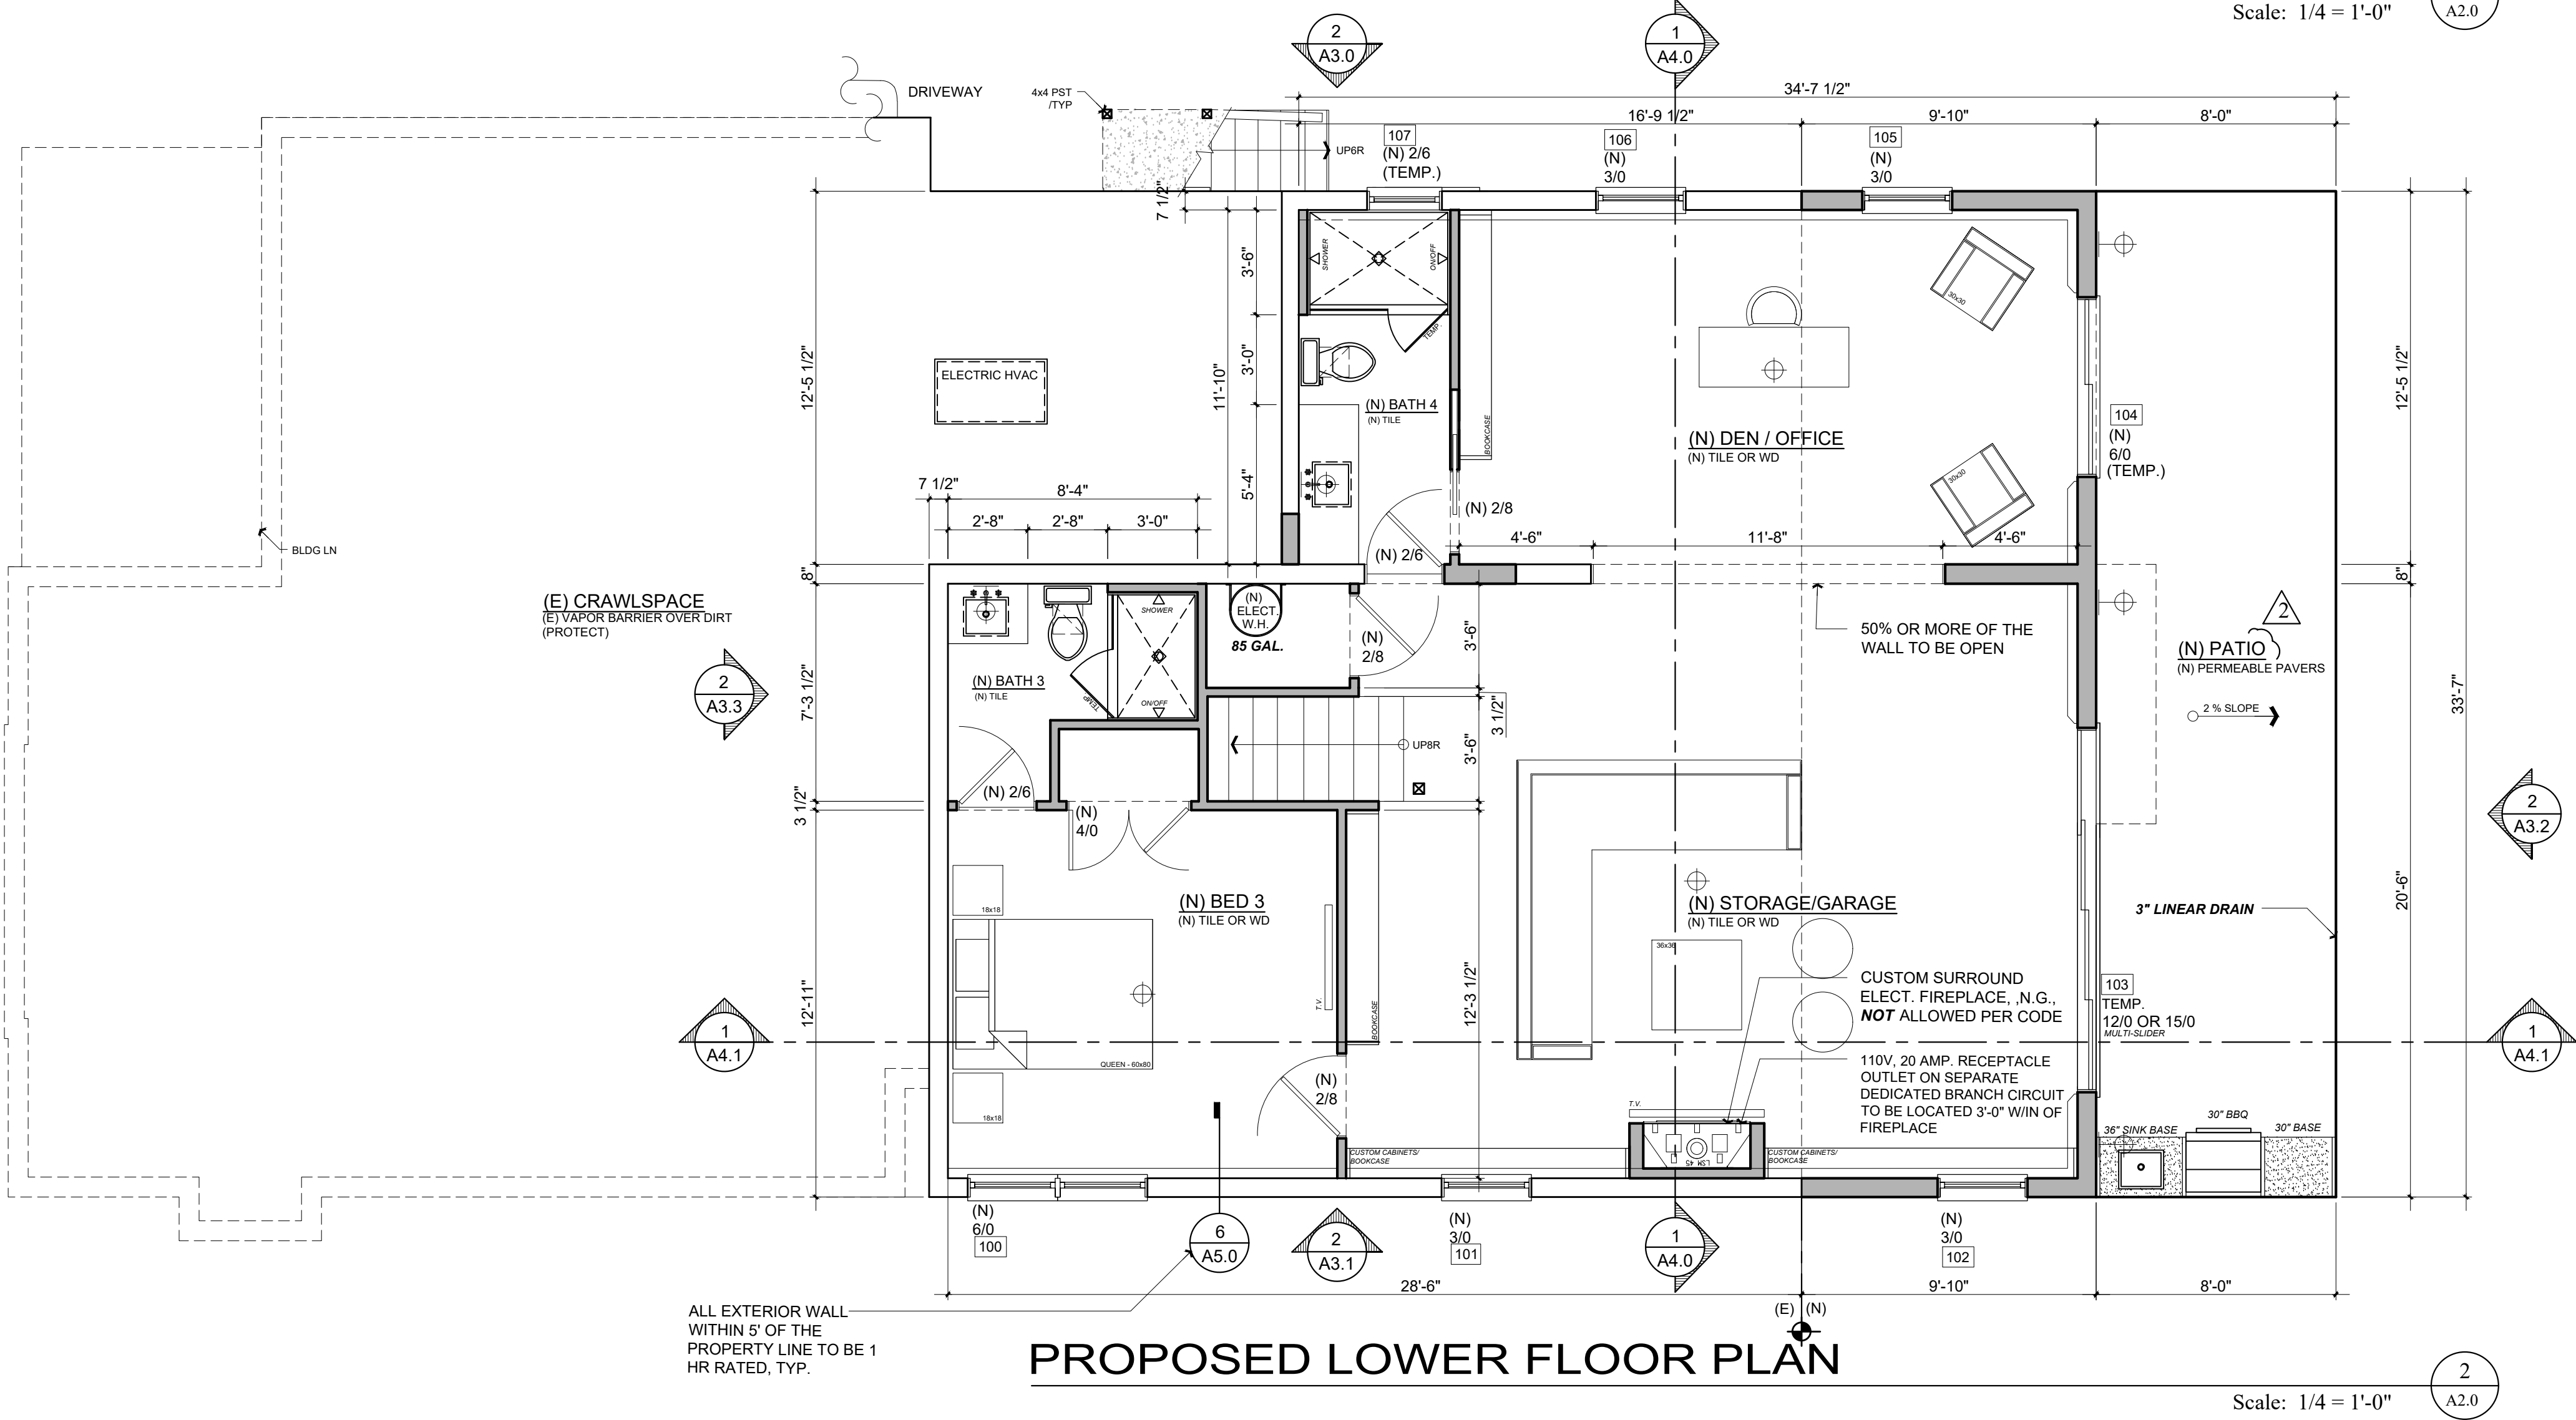 Scale: 1/4 = 1'-0"
A2.0
2
A3.0
1
A4.0
DRIVEWAY
4x4 PST
/TYP
34'-7 1/2"
16'-9 1/2"
9'-10"
8'-0"
UP6R
107
(N) 2/6
(TEMP.)
106
(N)
3/0
105
(N)
3/0
7 1/2"
SHOWER
ON/OFF
TEMP.
3'-6"
3'-0"
5'-4"
11'-10"
12'-5 1/2"
ELECTRIC HVAC
(N) BATH 4
(N) TILE
BOOKCASE
30x30
(N) DEN / OFFICE
(N) TILE OR WD
30x30
104
(N)
6/0
(TEMP.)
12'-5 1/2"
7 1/2"
8'-4"
2'-8"
2'-8"
3'-0"
(N) 2/8
(N) 2/6
4'-6"
11'-8"
4'-6"
BLDG LN
8"
8"
(E) CRAWLSPACE
(E) VAPOR BARRIER OVER DIRT
(PROTECT)
(N)
ELECT.
W.H.
85 GAL.
SHOWER
ON/OFF
TEMP
(N) BATH 3
(N) TILE
(N)
2/8
3'-6"
3 1/2"
3'-6"
50% OR MORE OF THE
WALL TO BE OPEN
2
(N) PATIO
(N) PERMEABLE PAVERS
2 % SLOPE
33'-7"
2
A3.3
7'-3 1/2"
3 1/2"
UP8R
(N) 2/6
(N)
4/0
2
A3.2
18x18
(N) BED 3
(N) TILE OR WD
T.V.
BOOKCASE
QUEEN - 60x80
18x18
(N)
2/8
12'-11"
12'-3 1/2"
20'-6"
(N) STORAGE/GARAGE
(N) TILE OR WD
36x36
3" LINEAR DRAIN
CUSTOM SURROUND
ELECT. FIREPLACE, ,N.G.,
NOT ALLOWED PER CODE
103
TEMP.
12/0 OR 15/0
MULTI-SLIDER
1
A4.1
1
A4.1
110V, 20 AMP. RECEPTACLE
OUTLET ON SEPARATE
DEDICATED BRANCH CIRCUIT
TO BE LOCATED 3'-0" W/IN OF
FIREPLACE
T.V.
LSM 45
CUSTOM CABINETS/
BOOKCASE
CUSTOM CABINETS/
BOOKCASE
36" SINK BASE
30" BBQ
30" BASE
(N)
6/0
100
6
A5.0
2
A3.1
(N)
3/0
101
1
A4.0
(N)
3/0
102
28'-6"
9'-10"
8'-0"
(E)
(N)
ALL EXTERIOR WALL
WITHIN 5' OF THE
PROPERTY LINE TO BE 1
HR RATED, TYP.
PROPOSED LOWER FLOOR PLAN
2
A2.0
Scale: 1/4 = 1'-0"